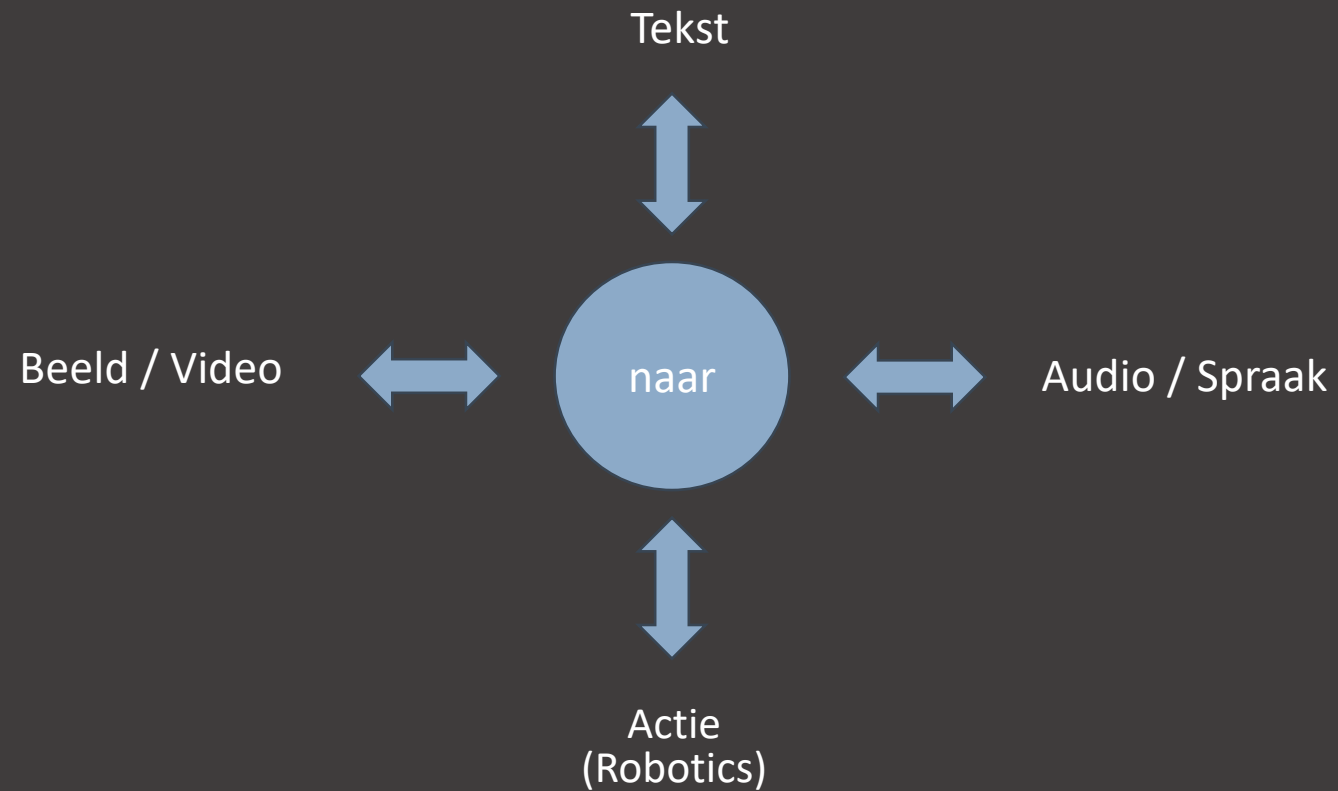 Tekst
Beeld / Video
naar
Audio / Spraak
Actie
(Robotics)